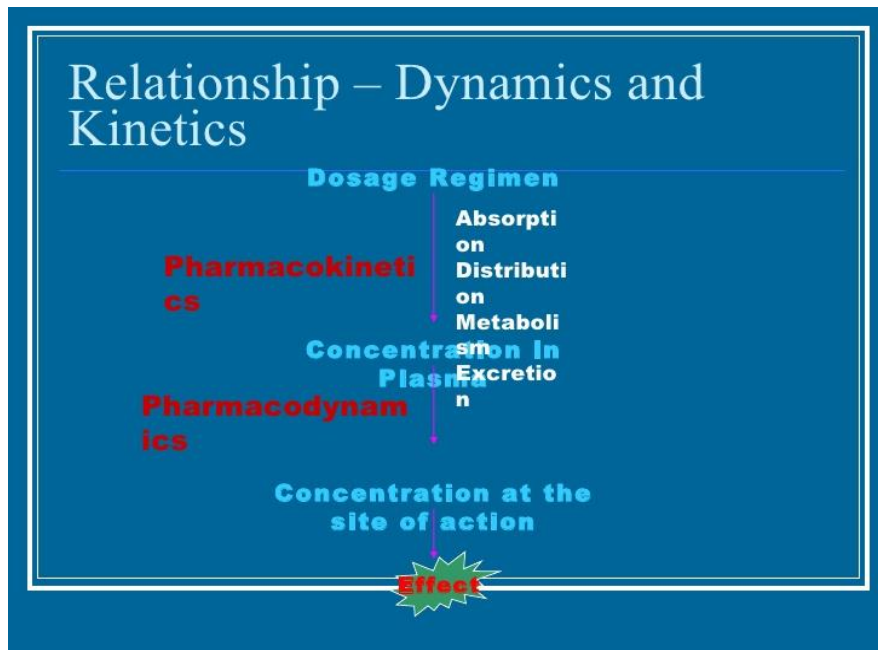 Relationship – Dynamics and
Kinetics
Dosage Regimen
Absorpti
on
Distributi
on
Metaboli
sm
Excretio
n
Pharmacokineti
cs
Concentration In
Plasma
Pharmacodynam
ics
Concentration at the
site of action
Effect